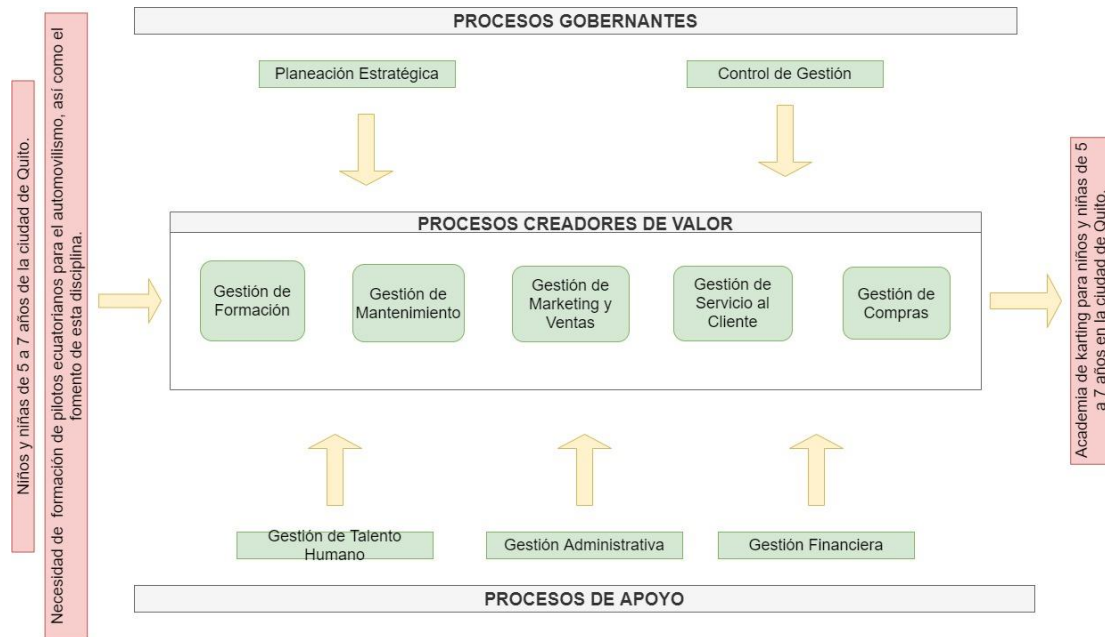 PROCESOS GOBERNANTES
Planeación Estratégica
Control de Gestión
Niños y niñas de 5 a 7 años de la ciudad de Quito.
Necesidad de formación de pilotos ecuatorianos para el automovilismo, así como el
fomento de esta disciplina.
PROCESOS CREADORES DE VALOR
Gestión de
Formación
Gestión de
Mantenimiento
Gestión de
Marketing y
Ventas
Gestión de
Servicio al
Cliente
Gestión de
Compras
Academia de karting para niños y niñas de 5
a 7 años en la ciudad de Quito.
Gestión de Talento
Humano
Gestión Administrativa
Gestión Financiera
PROCESOS DE APOYO